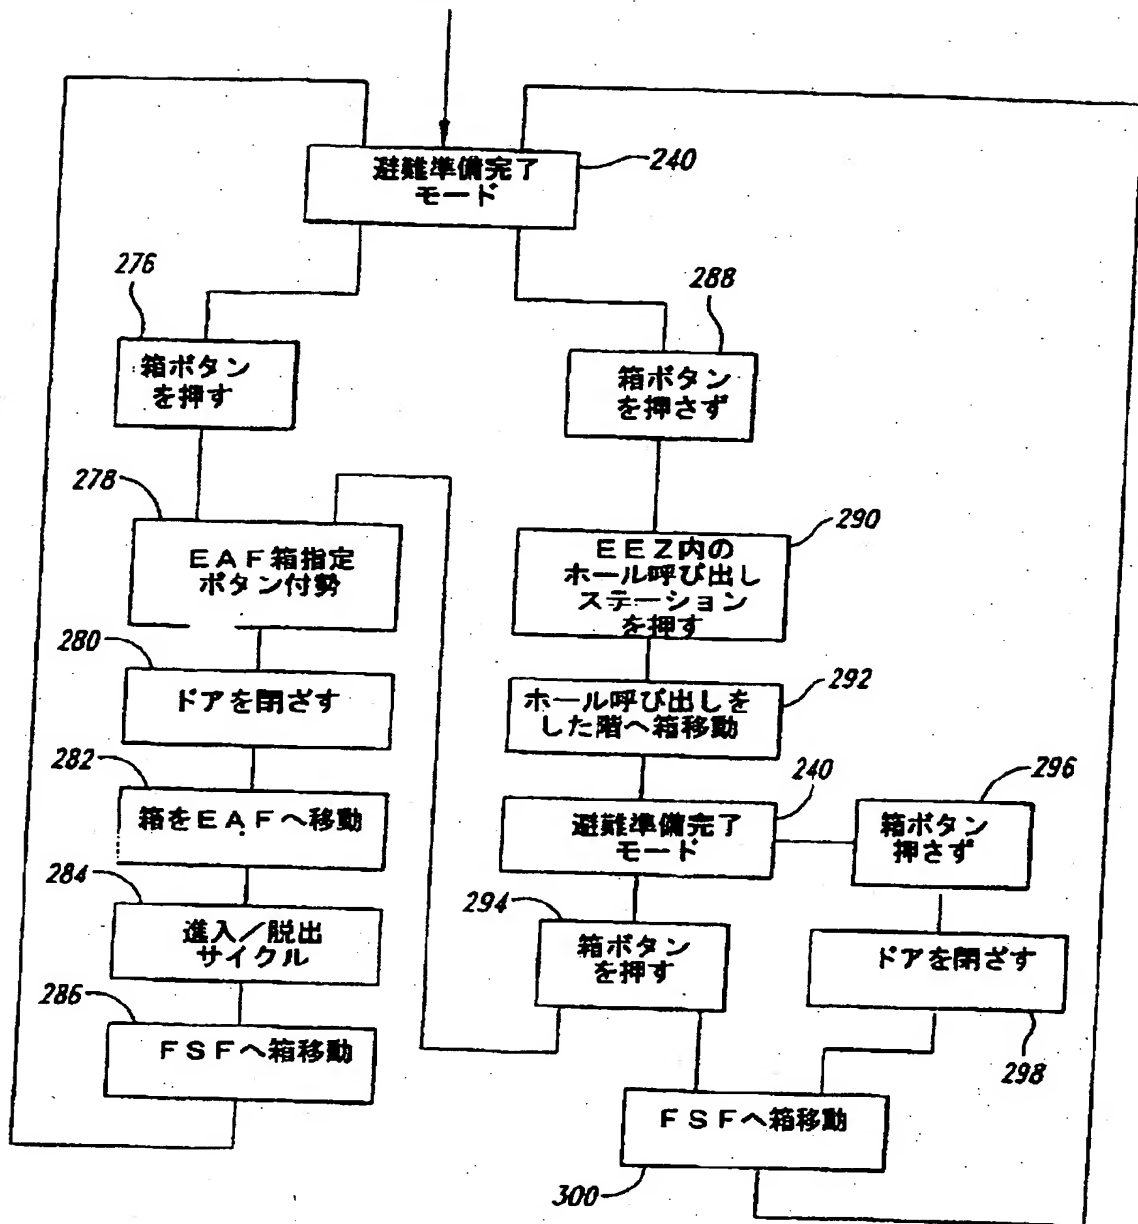 避難準備完了
モード
240
276
箱ボタン
を押す
288
箱ボタン
を押さず
278
EAF箱指定
ボタン付勢
290
EEZ内の
ホール呼び出し
ステーション
を押す
280
ドアを閉ざす
292
ホール呼び出しを
した階へ箱移動
282
箱をEAFへ移動
240
避難準備完了
モード
296
箱ボタン
押さず
284
進入/脱出
サイクル
294
箱ボタン
を押す
ドアを閉ざす
298
286
FSFへ箱移動
FSFへ箱移動
300